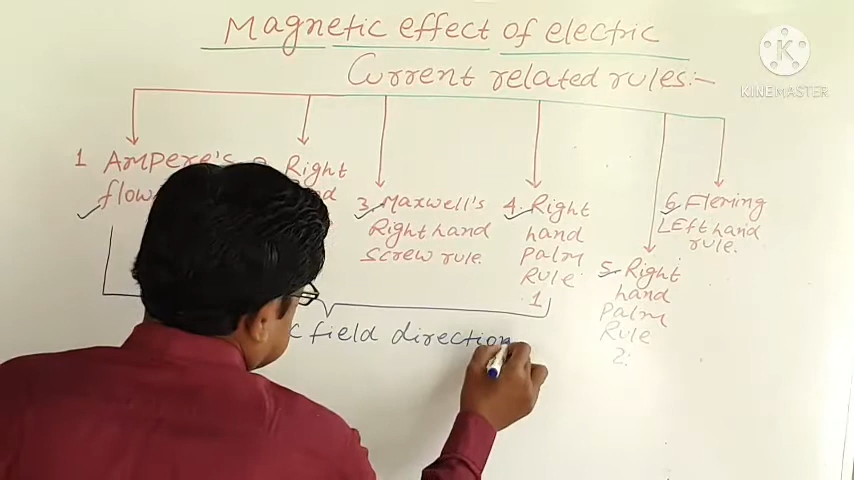 Magnetic effect of electric
Current related rules:-
1 Ampere's
flow
Right
3. Maxwell's
Right hand
screw rule.
4. Right
hand
palm
Rule
1
5. Right
hand
palm
Rule
2:
6. Fleming
LEft hand
rule.
field direction
K
KINEMASTER